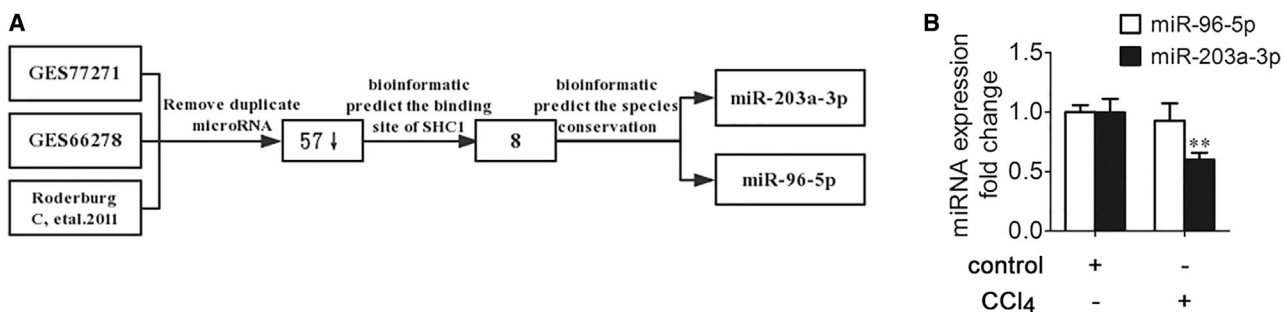 A
GES77271
GES66278
Roderburg
C, etal.2011
Remove duplicate
microRNA
57↓
bioinformatic
predict the binding
site of SHC1
8
bioinformatic
predict the species
conservation
miR-203a-3p
miR-96-5p
B
miR-96-5p
miR-203a-3p
miRNA expression
fold change
1.5
1.0
0.5
0.0
**
control + -
CCl4 - +